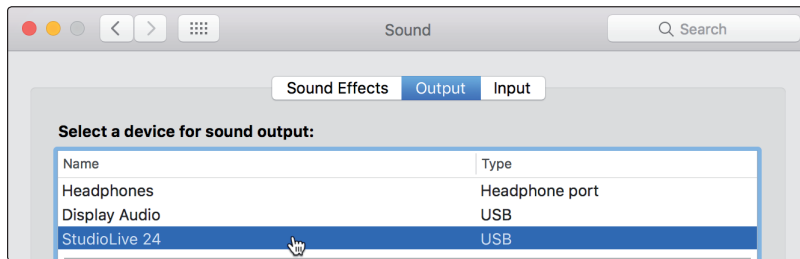 Sound
Search
Sound Effects Output Input
Select a device for sound output:
Name Type
Headphones Headphone port
Display Audio USB
StudioLive 24 USB